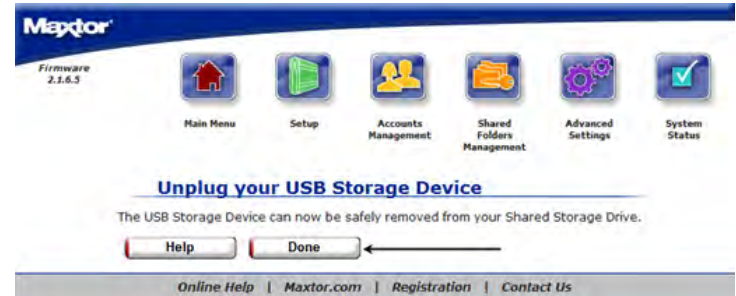 Maxtor
Firmware
2.1.6.5
Main Menu
Setup
Accounts
Management
Shared
Folders
Management
Advanced
Settings
System
Status
Unplug your USB Storage Device
The USB Storage Device can now be safely removed from your Shared Storage Drive.
Help
Done
Online Help | Maxtor.com | Registration | Contact Us